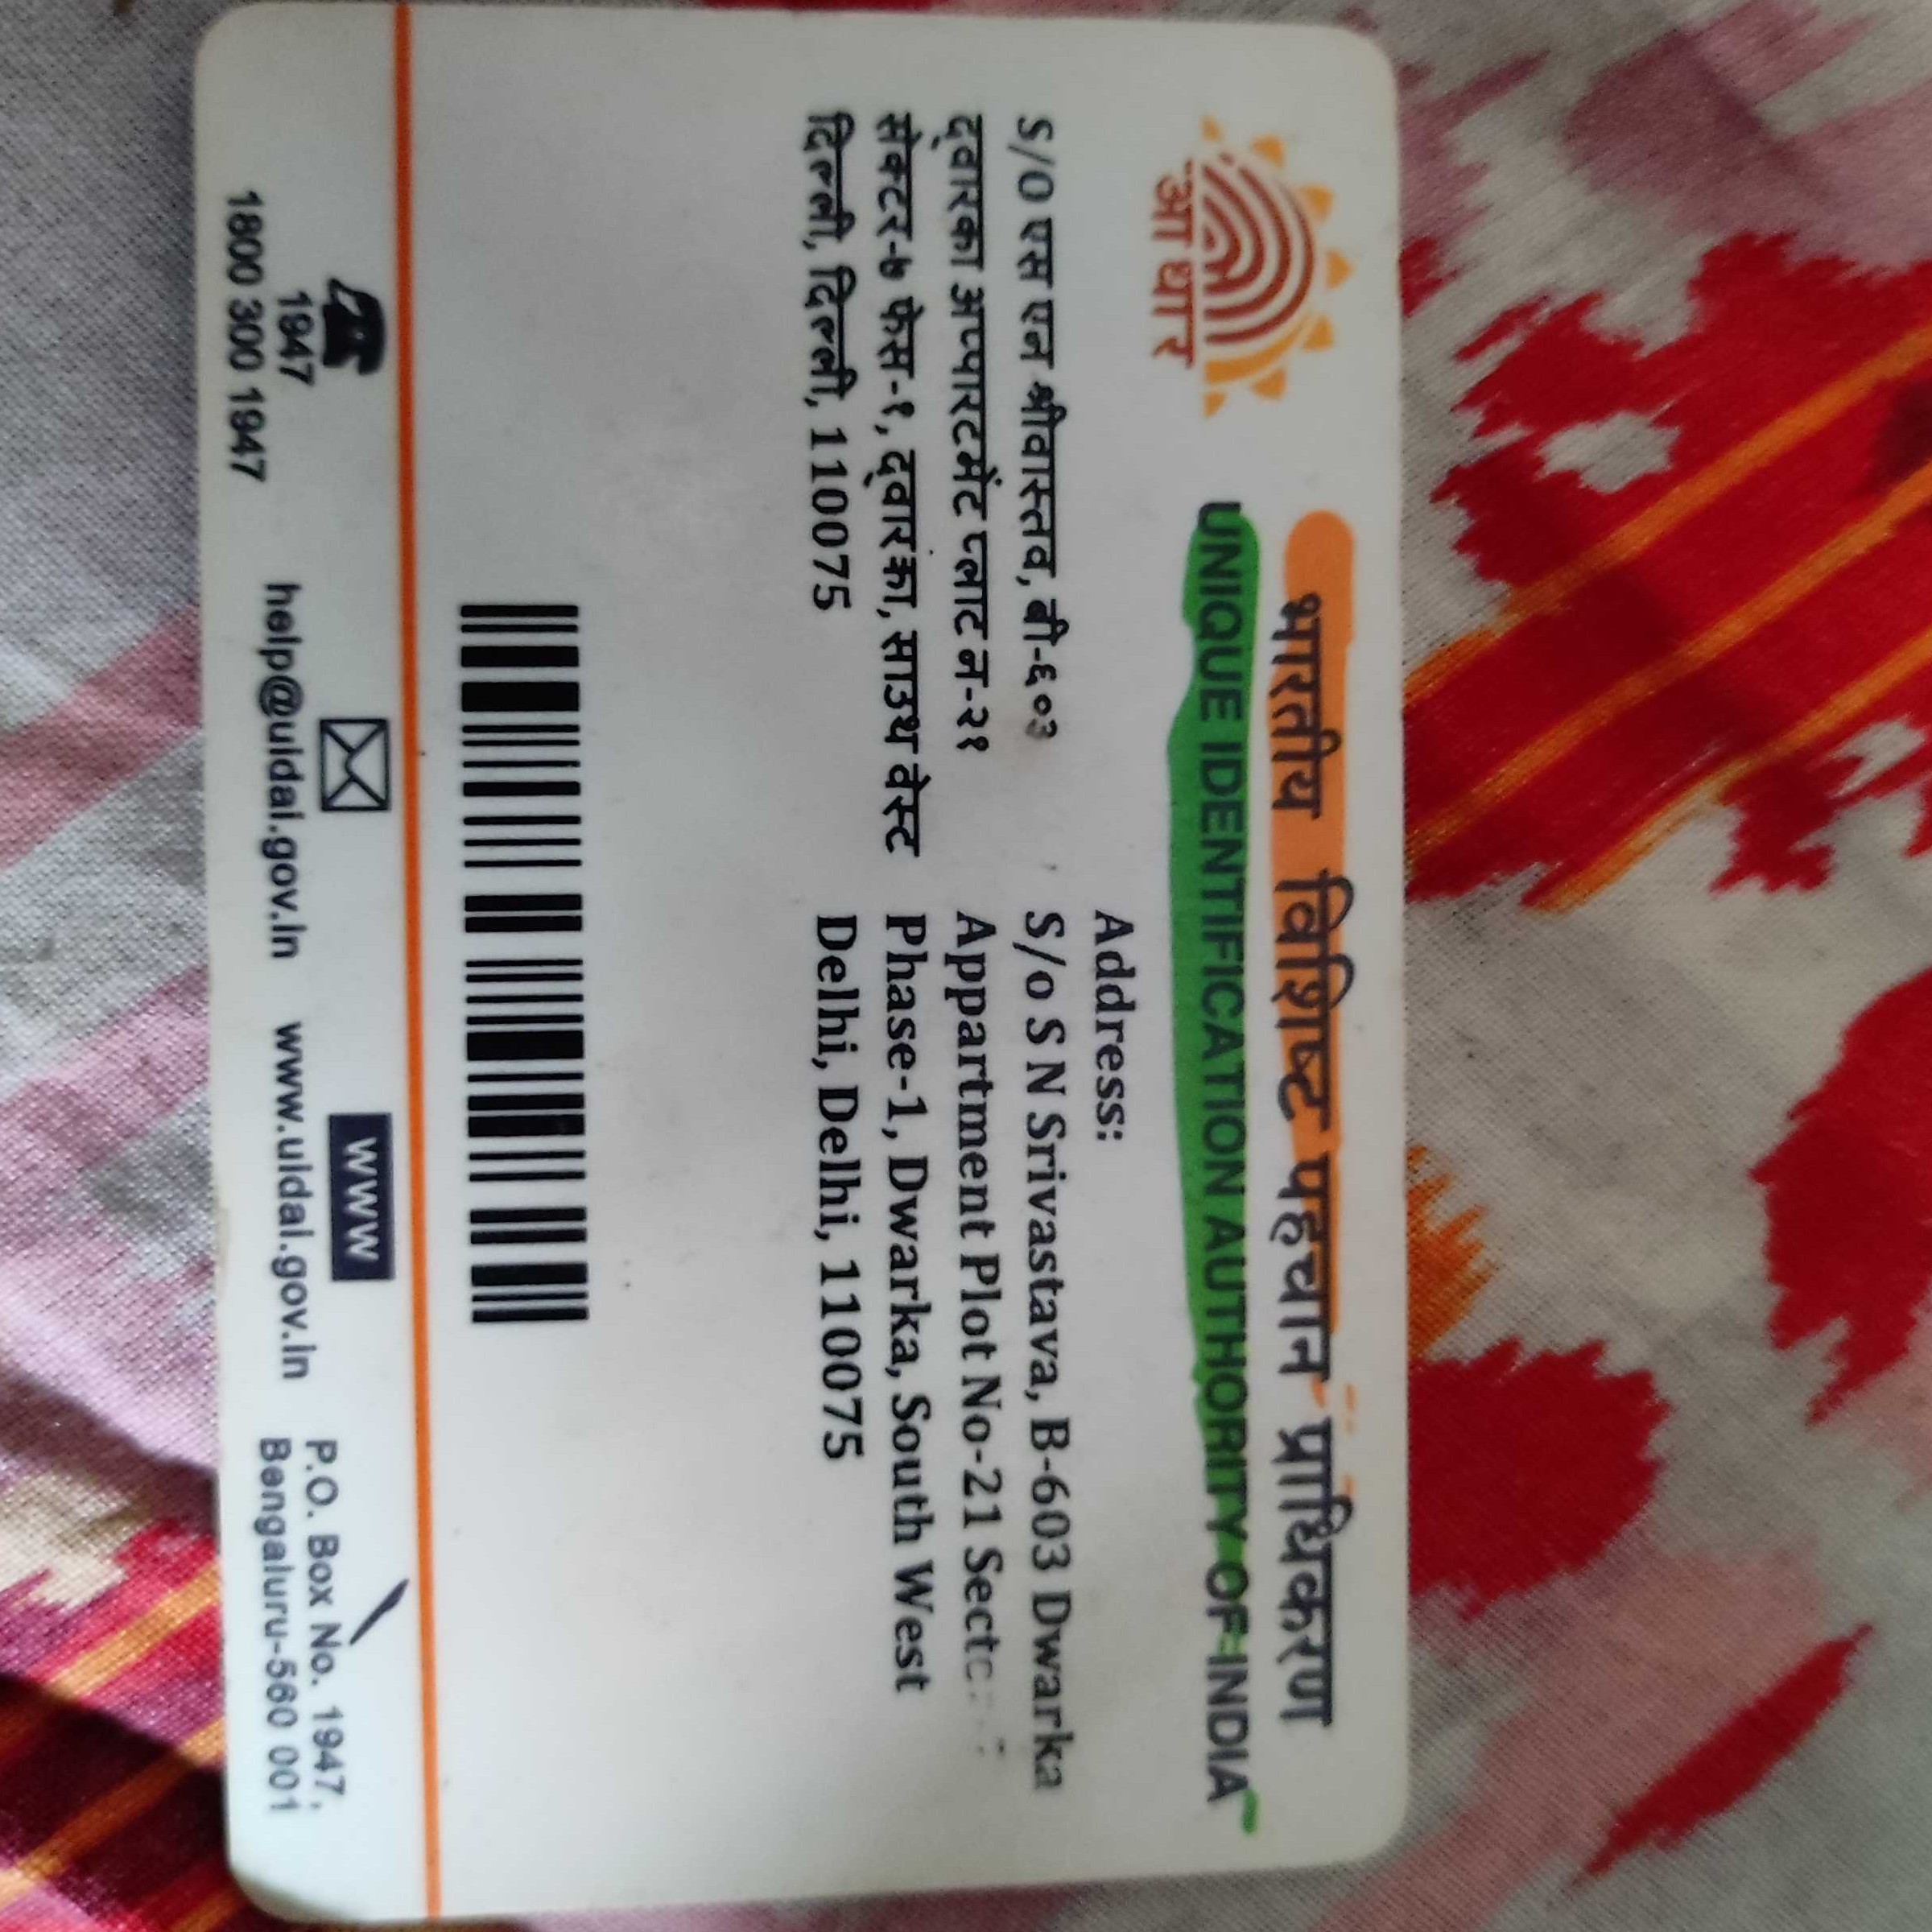 भारतीय विशिष्ट पहचान प्राधिकरण
UNIQUE IDENTIFICATION AUTHORITY OF INDIA
आधार
S/O एस एन श्रीवास्तव, बी-६०३
द्वारका अप्पारटमेंट प्लाट न-२१
सेक्टर-७ फेस-१, द्वारका, साउथ वेस्ट
दिल्ली, दिल्ली, 110075
Address:
S/o S N Srivastava, B-603 Dwarka
Appartment Plot No-21
Phase-1, Dwarka, South West
Delhi, Delhi, 110075
1947
1800 300 1947
help@uidai.gov.in
www
www.uidai.gov.in
P.O. Box No. 1947,
Bengaluru-560 001